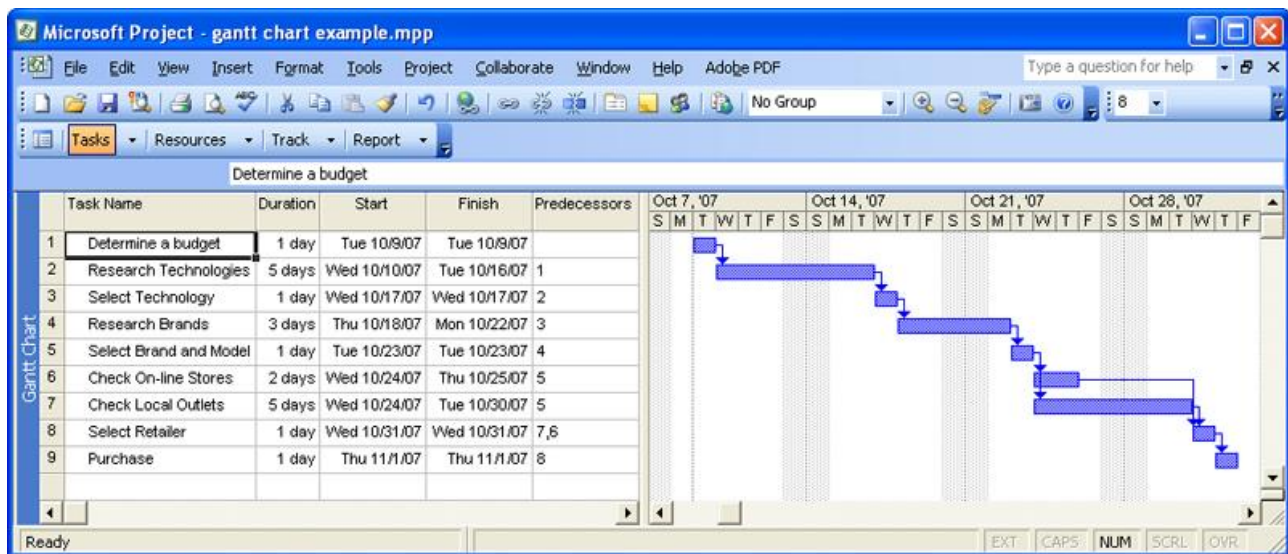 Microsoft Project - gantt chart example.mpp
File Edit View Insert Format Tools Project Collaborate Window Help Adobe PDF Type a question for help
No Group 8
Tasks Resources Track Report
Determine a budget
Task Name Duration Start Finish Predecessors Oct 7, '07 Oct 14, '07 Oct 21, '07 Oct 28, '07
S M T W T F S S M T W T F S S M T W T F S S M T W T F
1 Determine a budget 1 day Tue 10/9/07 Tue 10/9/07
2 Research Technologies 5 days Wed 10/10/07 Tue 10/16/07 1
3 Select Technology 1 day Wed 10/17/07 Wed 10/17/07 2
4 Research Brands 3 days Thu 10/18/07 Mon 10/22/07 3
5 Select Brand and Model 1 day Tue 10/23/07 Tue 10/23/07 4
6 Check On-line Stores 2 days Wed 10/24/07 Thu 10/25/07 5
7 Check Local Outlets 5 days Wed 10/24/07 Tue 10/30/07 5
8 Select Retailer 1 day Wed 10/31/07 Wed 10/31/07 7,6
9 Purchase 1 day Thu 11/1/07 Thu 11/1/07 8
Gantt Chart
Ready EXT CAPS NUM SCRL OVR